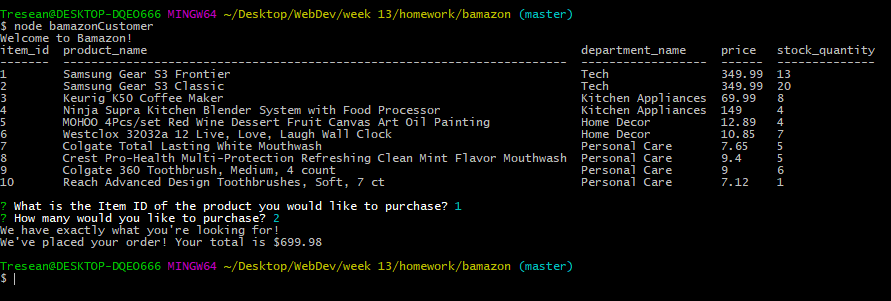 Tresean@DESKTOP-DQEO666 MINGW64 ~/Desktop/WebDev/week 13/homework/bamazon (master)
$ node bamazonCustomer
Welcome to Bamazon!
item_id  product_name                                                            department_name     price   stock_quantity
-------  ----------------------------------------------------------------------  ------------------  ------  --------------
1        Samsung Gear S3 Frontier                                                Tech                349.99  13
2        Samsung Gear S3 Classic                                                 Tech                349.99  20
3        Keurig K50 Coffee Maker                                                 Kitchen Appliances  69.99   8
4        Ninja Supra Kitchen Blender System with Food Processor                  Kitchen Appliances  149     4
5        MOHOO 4Pcs/set Red Wine Dessert Fruit Canvas Art Oil Painting           Home Decor          12.89   4
6        Westclox 32032a 12 Live, Love, Laugh Wall Clock                         Home Decor          10.85   7
7        Colgate Total Lasting White Mouthwash                                   Personal Care       7.65    5
8        Crest Pro-Health Multi-Protection Refreshing Clean Mint Flavor Mouthwash  Personal Care       9.4     5
9        Colgate 360 Toothbrush, Medium, 4 count                                 Personal Care       9       6
10       Reach Advanced Design Toothbrushes, Soft, 7 ct                          Personal Care       7.12    1
? What is the Item ID of the product you would like to purchase? 1
? How many would you like to purchase? 2
We have exactly what you're looking for!
We've placed your order! Your total is $699.98
Tresean@DESKTOP-DQEO666 MINGW64 ~/Desktop/WebDev/week 13/homework/bamazon (master)
$